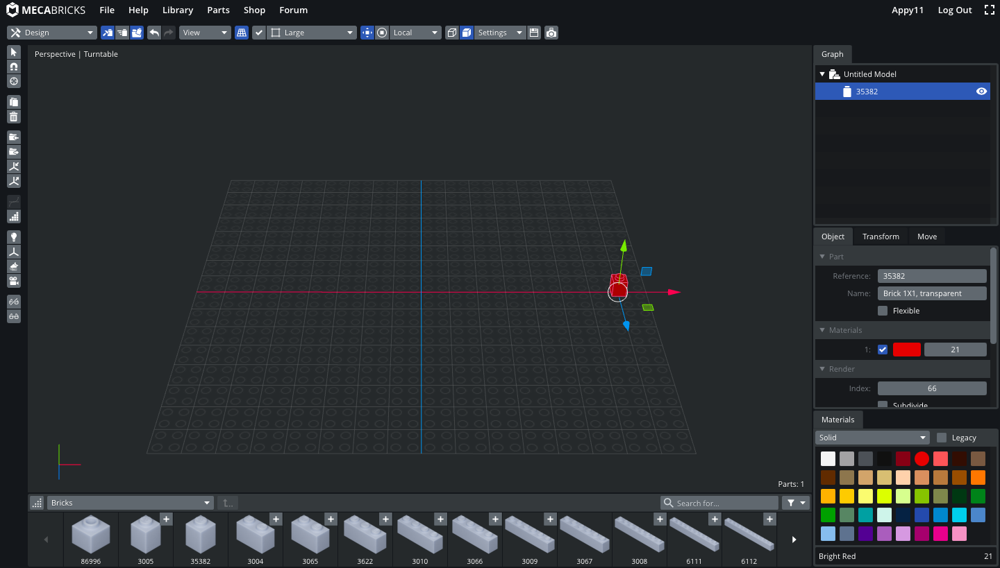 MECABRICKS File Help Library Parts Shop Forum Appy11 Log Out
Design View Large Local Settings
Perspective | Turntable
Graph
Untitled Model
35382
Object Transform Move
Part
Reference: 35382
Name: Brick 1X1, transparent
Flexible
Materials
1: 21
Render
Index: 66
Subdivide
Materials
Solid Legacy
Bright Red 21
Parts: 1
Bricks Search for...
86996 3005 35382 3004 3065 3622 3010 3066 3009 3067 3008 6111 6112